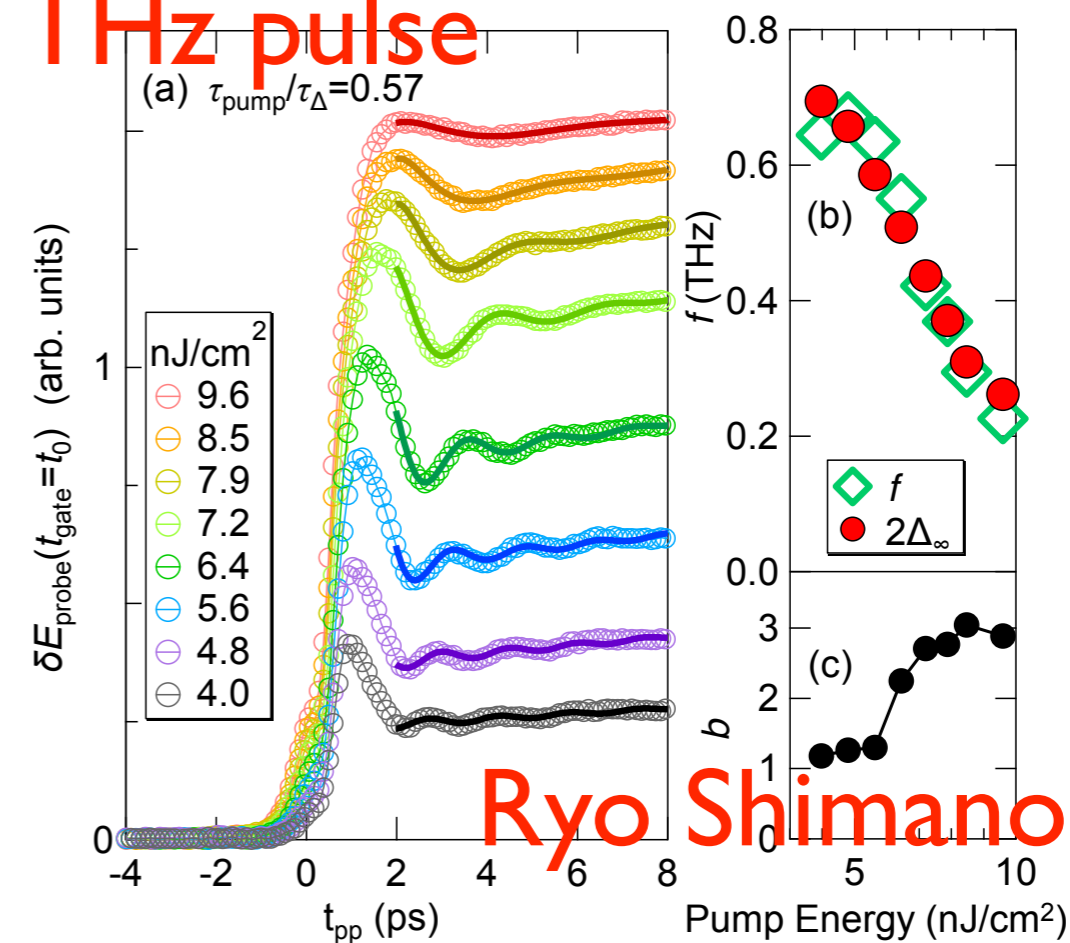 THz pulse
(a) τpump/τΔ=0.57
δEprobe(tgate=t0) (arb. units)
1
0
nJ/cm²
9.6
8.5
7.9
7.2
6.4
5.6
4.8
4.0
-4 -2 0 2 4 6 8
tpp (ps)
0.8
0.6
0.4
0.2
0.0
f (THz)
(b)
f
2Δ∞
3
2
1
0
b
(c)
Ryo Shimano
5 10
Pump Energy (nJ/cm²)